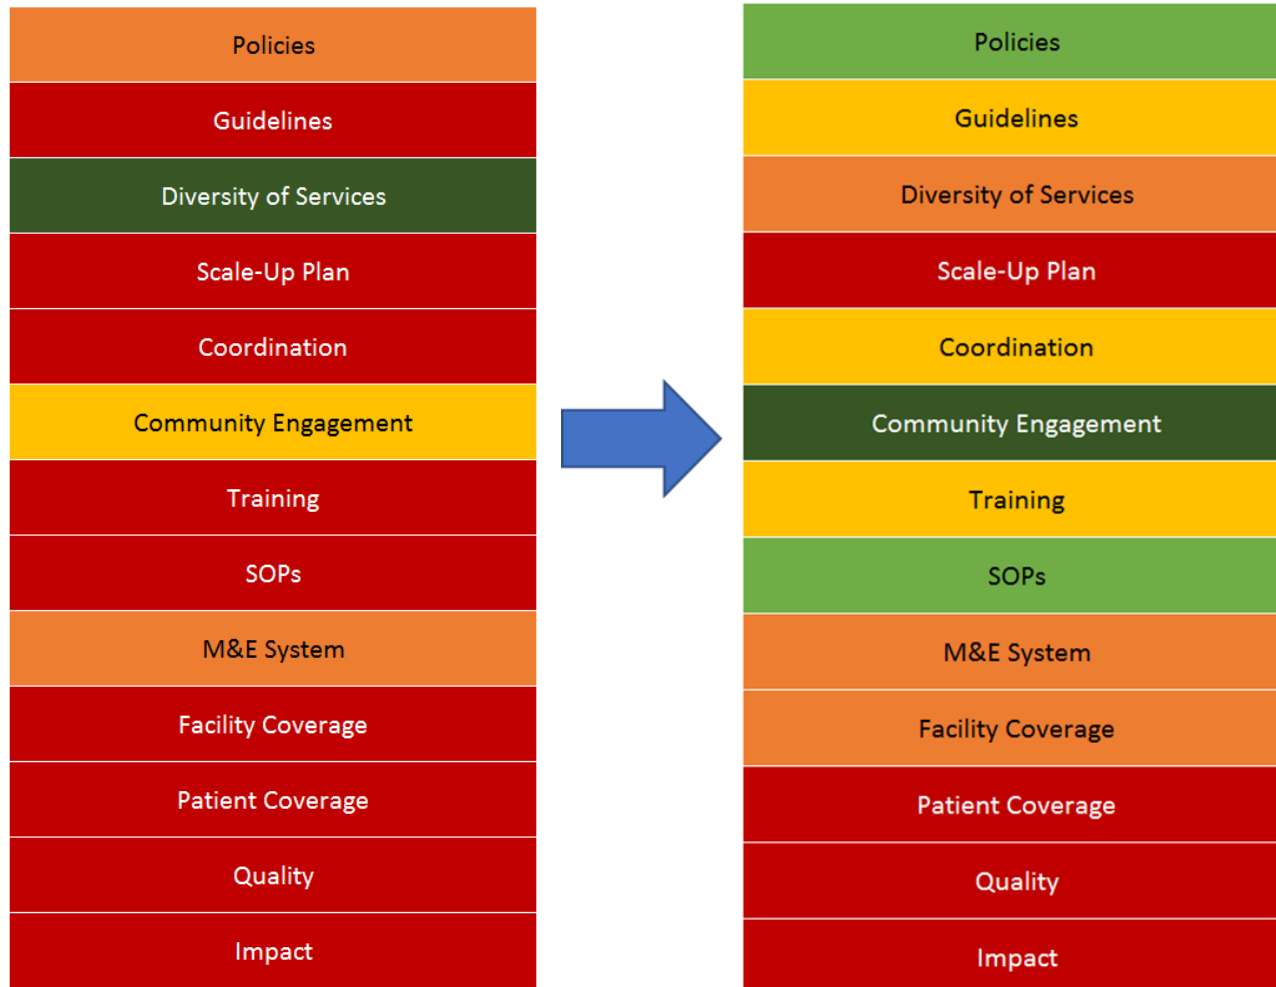 Policies
Guidelines
Diversity of Services
Scale-Up Plan
Coordination
Community Engagement
Training
SOPs
M&E System
Facility Coverage
Patient Coverage
Quality
Impact
Policies
Guidelines
Diversity of Services
Scale-Up Plan
Coordination
Community Engagement
Training
SOPs
M&E System
Facility Coverage
Patient Coverage
Quality
Impact